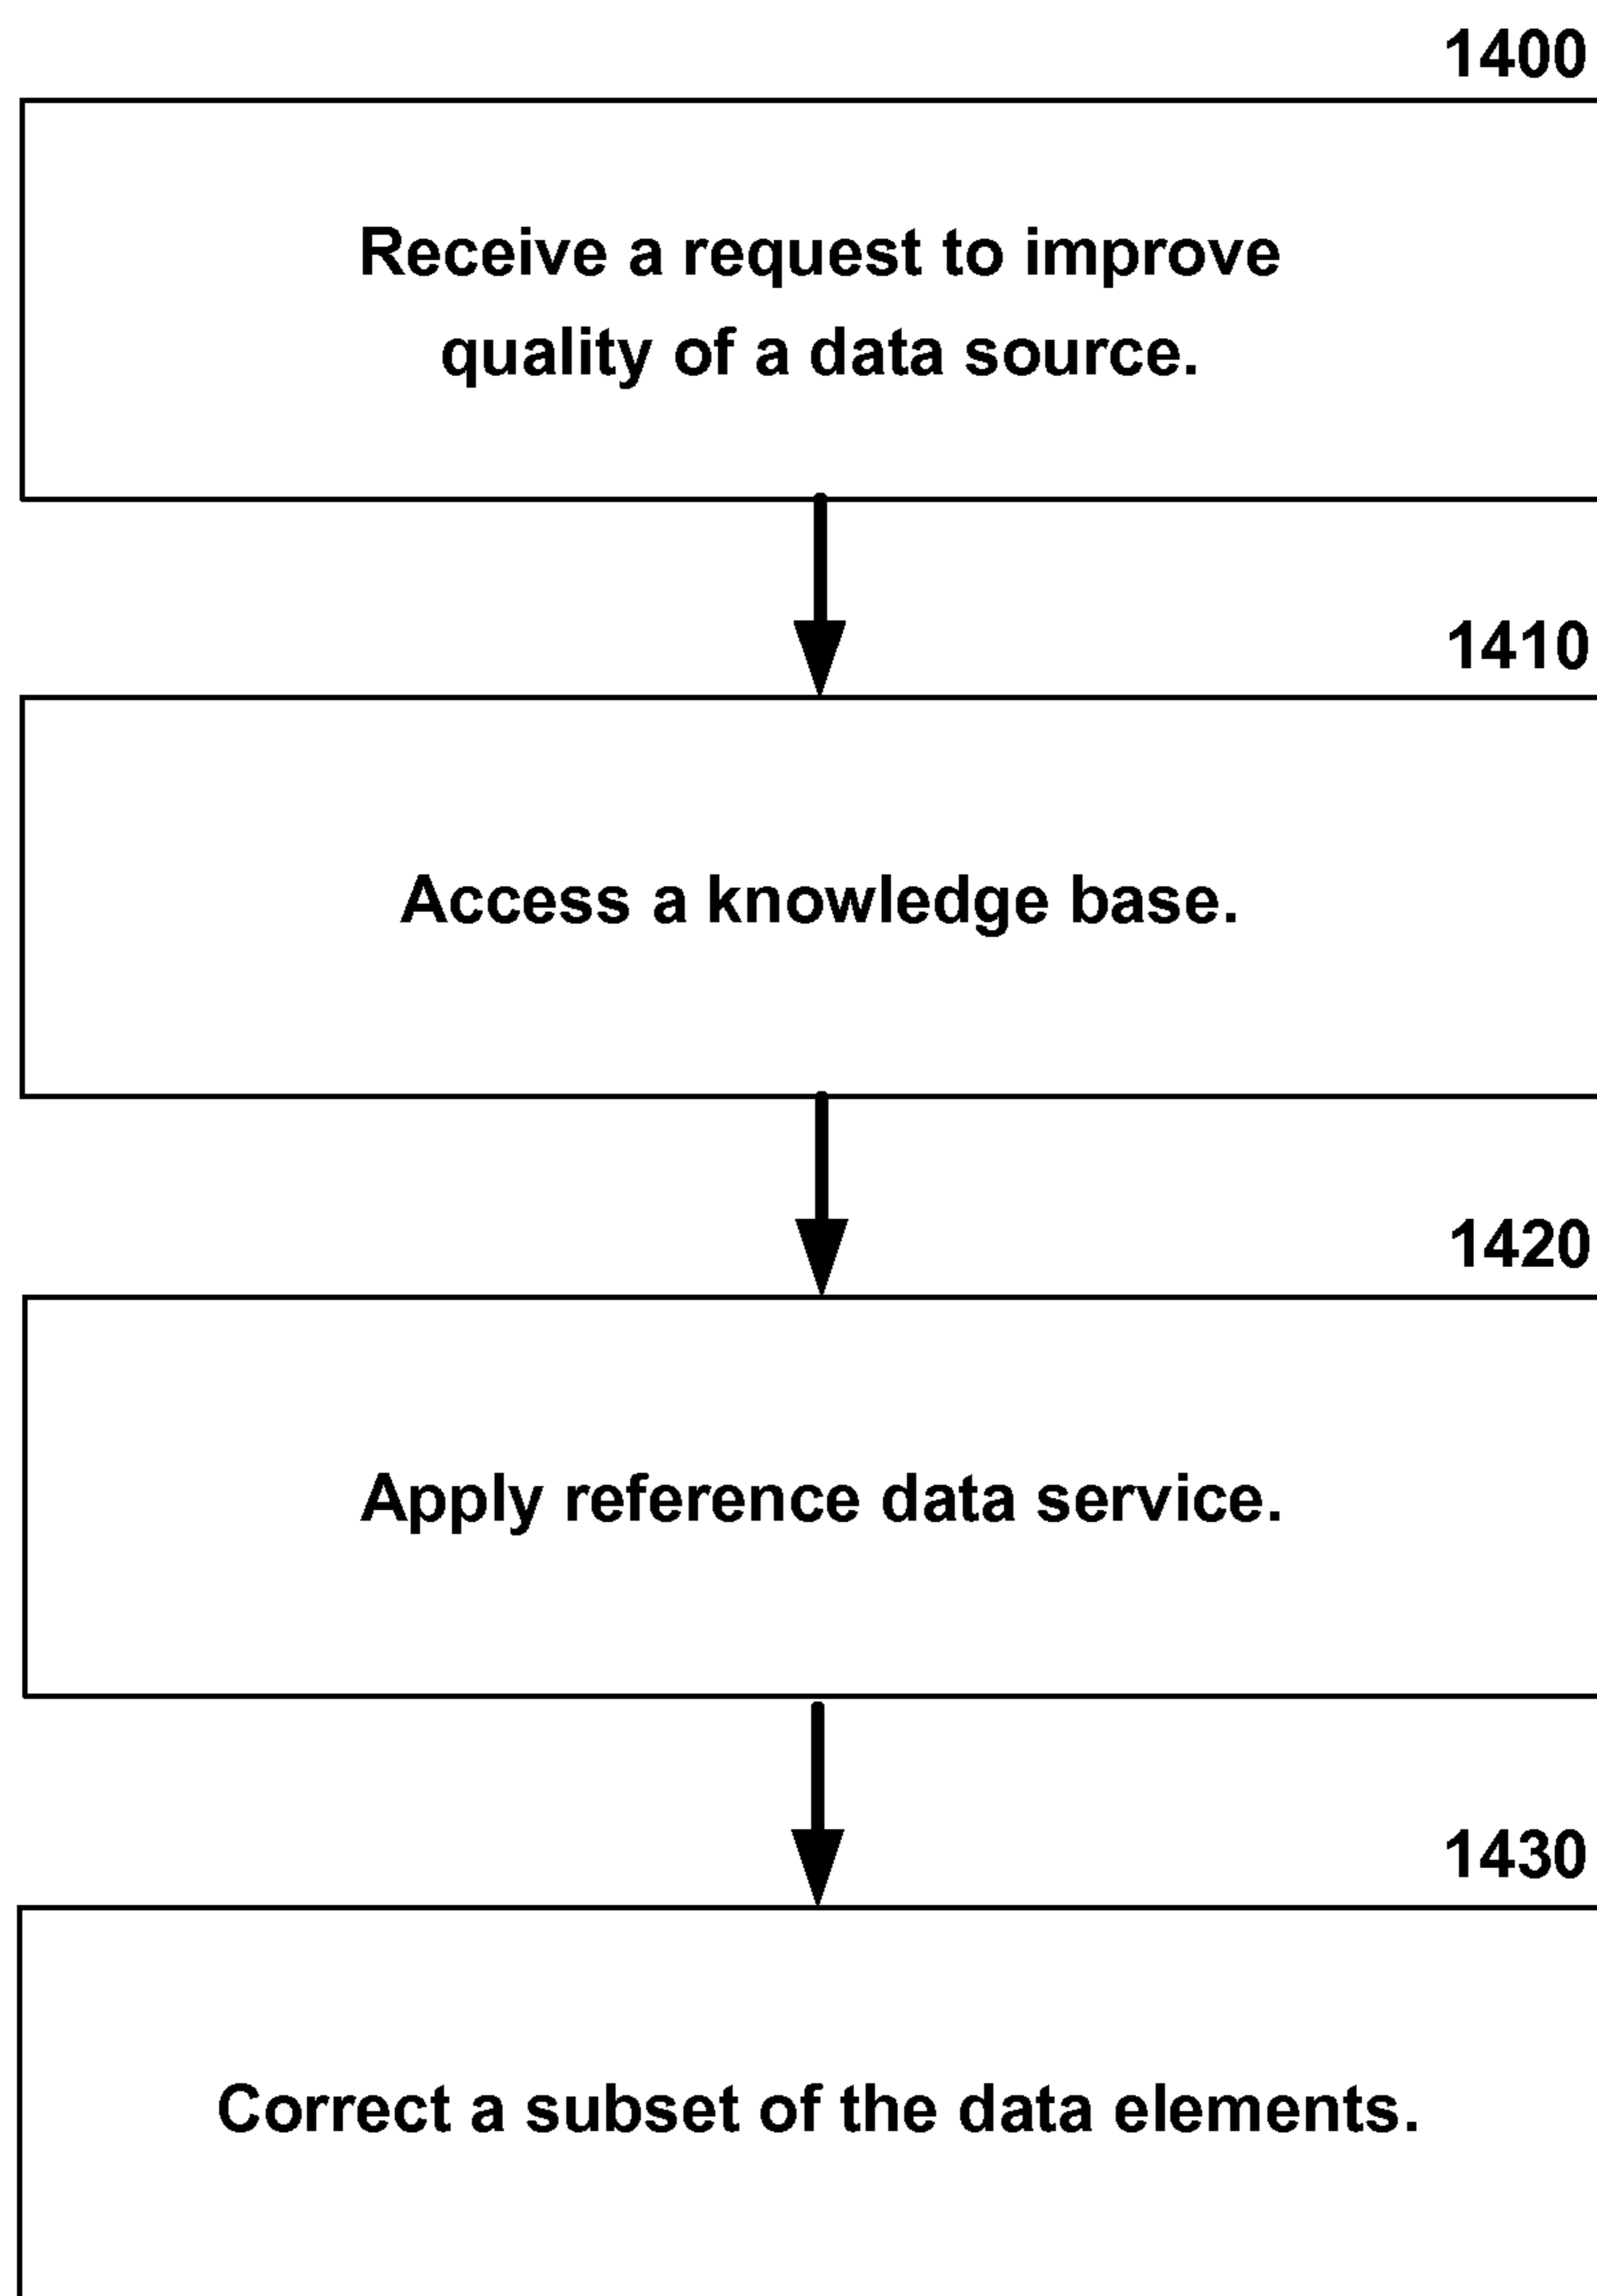 1400
Receive a request to improve
quality of a data source.
1410
Access a knowledge base.
1420
Apply reference data service.
1430
Correct a subset of the data elements.